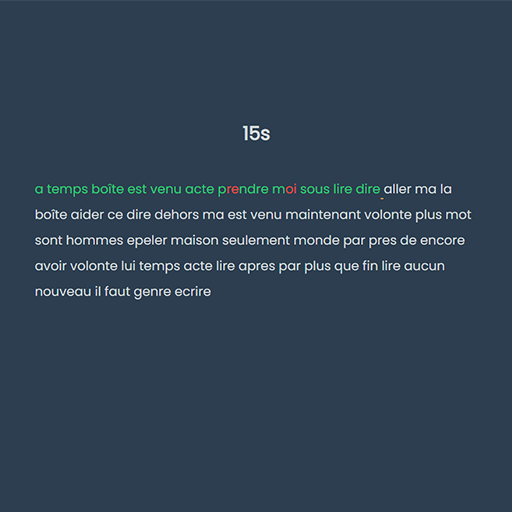 15s
a temps boîte est venu acte prendre moi sous lire dire aller ma la
boîte aider ce dire dehors ma est venu maintenant volonte plus mot
sont hommes epeler maison seulement monde par pres de encore
avoir volonte lui temps acte lire apres par plus que fin lire aucun
nouveau il faut genre ecrire